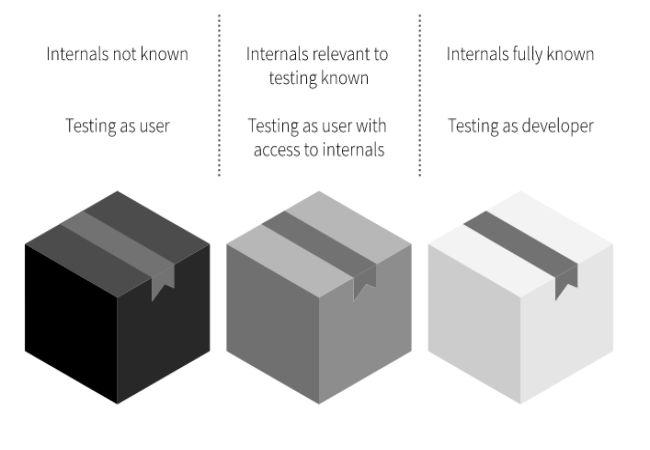 Internals not known
Testing as user
Internals relevant to
testing known
Testing as user with
access to internals
Internals fully known
Testing as developer